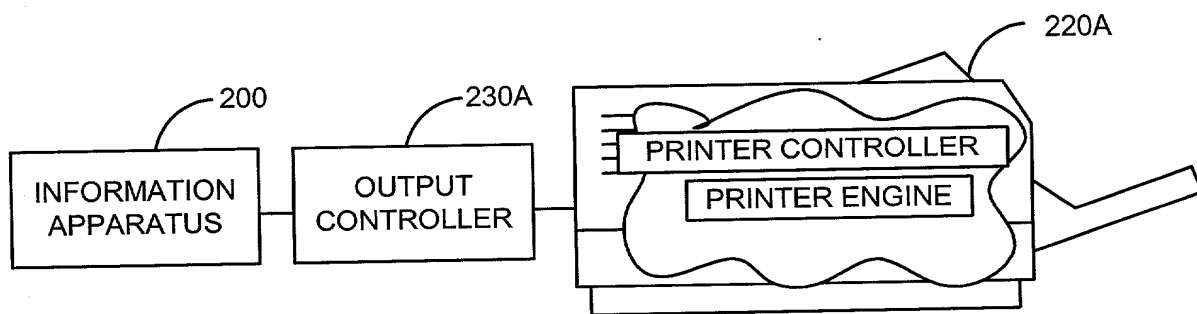 220A
200
230A
PRINTER CONTROLLER
INFORMATION
APPARATUS
OUTPUT
CONTROLLER
PRINTER ENGINE